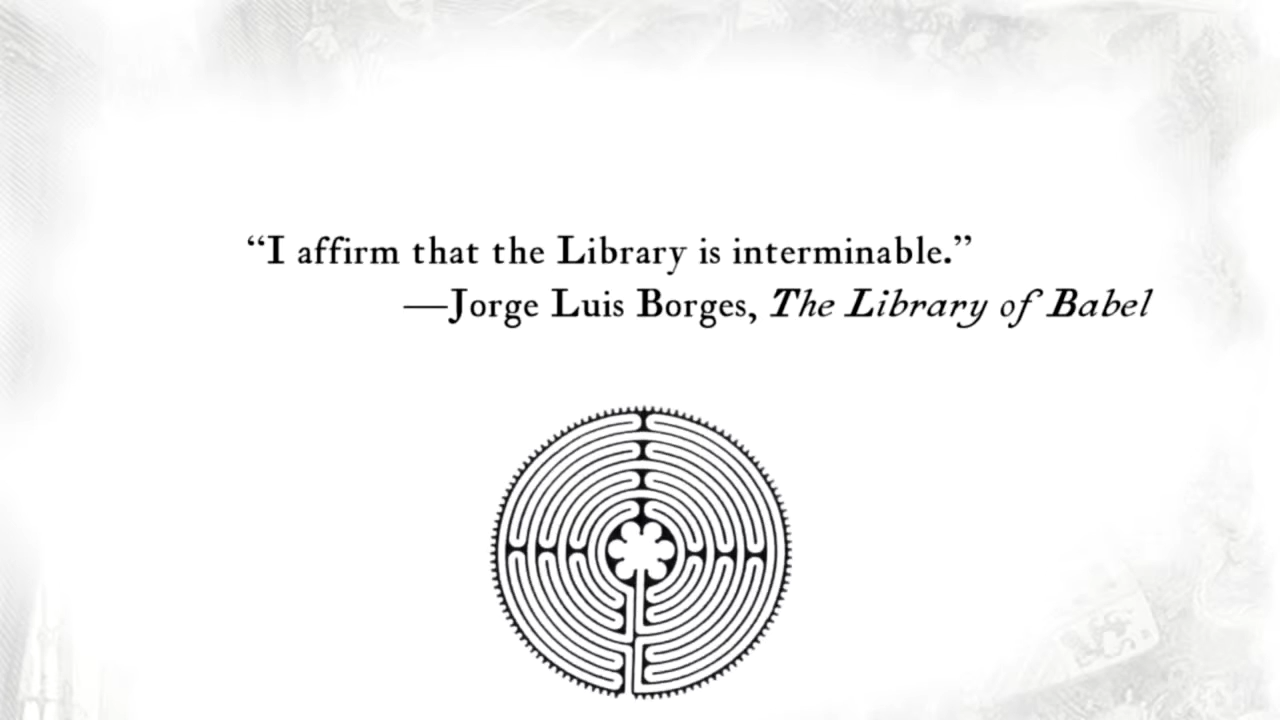 “I affirm that the Library is interminable.”
—Jorge Luis Borges, The Library of Babel